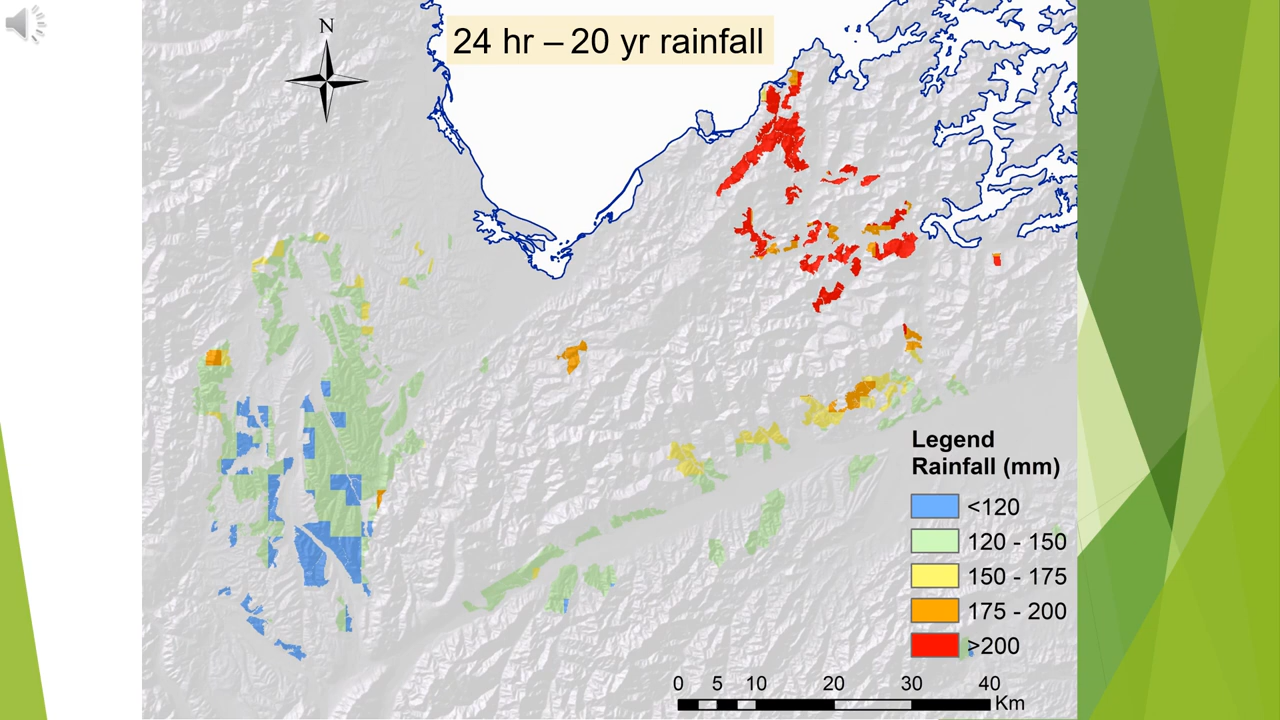 N
24 hr – 20 yr rainfall
Legend
Rainfall (mm)
<120
120 - 150
150 - 175
175 - 200
>200
0 5 10 20 30 40
Km